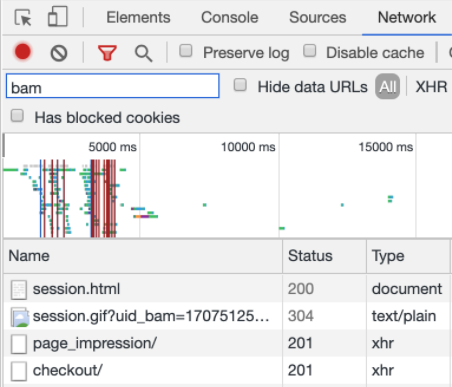 Elements Console Sources Network
Preserve log Disable cache
bam Hide data URLs All XHR
Has blocked cookies
5000 ms 10000 ms 15000 ms
Name Status Type
session.html 200 document
session.gif?uid_bam=17075125... 304 text/plain
page_impression/ 201 xhr
checkout/ 201 xhr